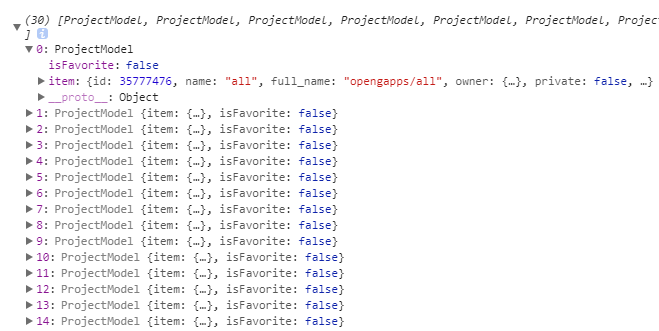 (30) [ProjectModel, ProjectModel, ProjectModel, ProjectModel, ProjectModel, ProjectModel, Project
] i
0: ProjectModel
isFavorite: false
item: {id: 35777476, name: "all", full_name: "opengapps/all", owner: {…}, private: false, …}
__proto__: Object
1: ProjectModel {item: {…}, isFavorite: false}
2: ProjectModel {item: {…}, isFavorite: false}
3: ProjectModel {item: {…}, isFavorite: false}
4: ProjectModel {item: {…}, isFavorite: false}
5: ProjectModel {item: {…}, isFavorite: false}
6: ProjectModel {item: {…}, isFavorite: false}
7: ProjectModel {item: {…}, isFavorite: false}
8: ProjectModel {item: {…}, isFavorite: false}
9: ProjectModel {item: {…}, isFavorite: false}
10: ProjectModel {item: {…}, isFavorite: false}
11: ProjectModel {item: {…}, isFavorite: false}
12: ProjectModel {item: {…}, isFavorite: false}
13: ProjectModel {item: {…}, isFavorite: false}
14: ProjectModel {item: {…}, isFavorite: false}